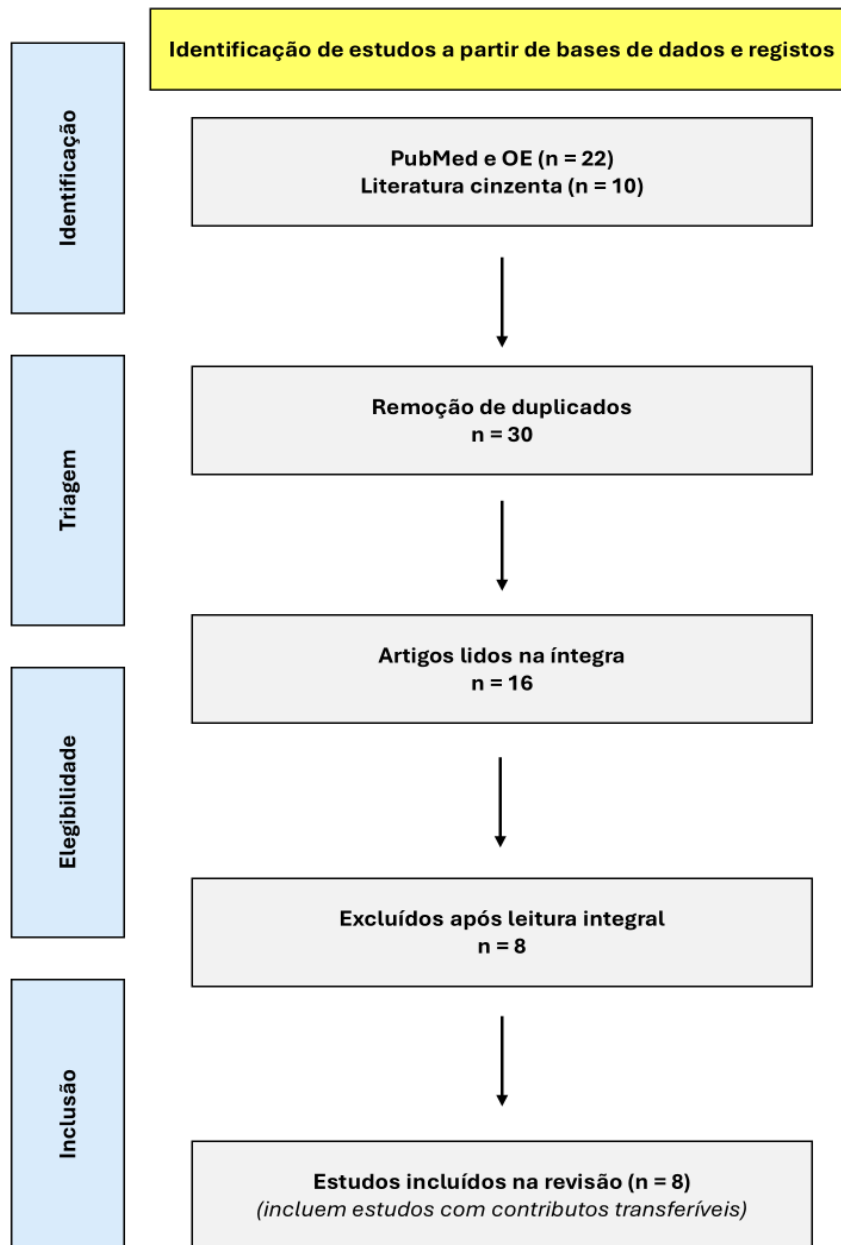 Identificação de estudos a partir de bases de dados e registos
Identificação
PubMed e OE (n = 22)
Literatura cinzenta (n = 10)
Triagem
Remoção de duplicados
n = 30
Artigos lidos na íntegra
n = 16
Elegibilidade
Excluídos após leitura integral
n = 8
Inclusão
Estudos incluídos na revisão (n = 8)
(incluem estudos com contributos transferíveis)